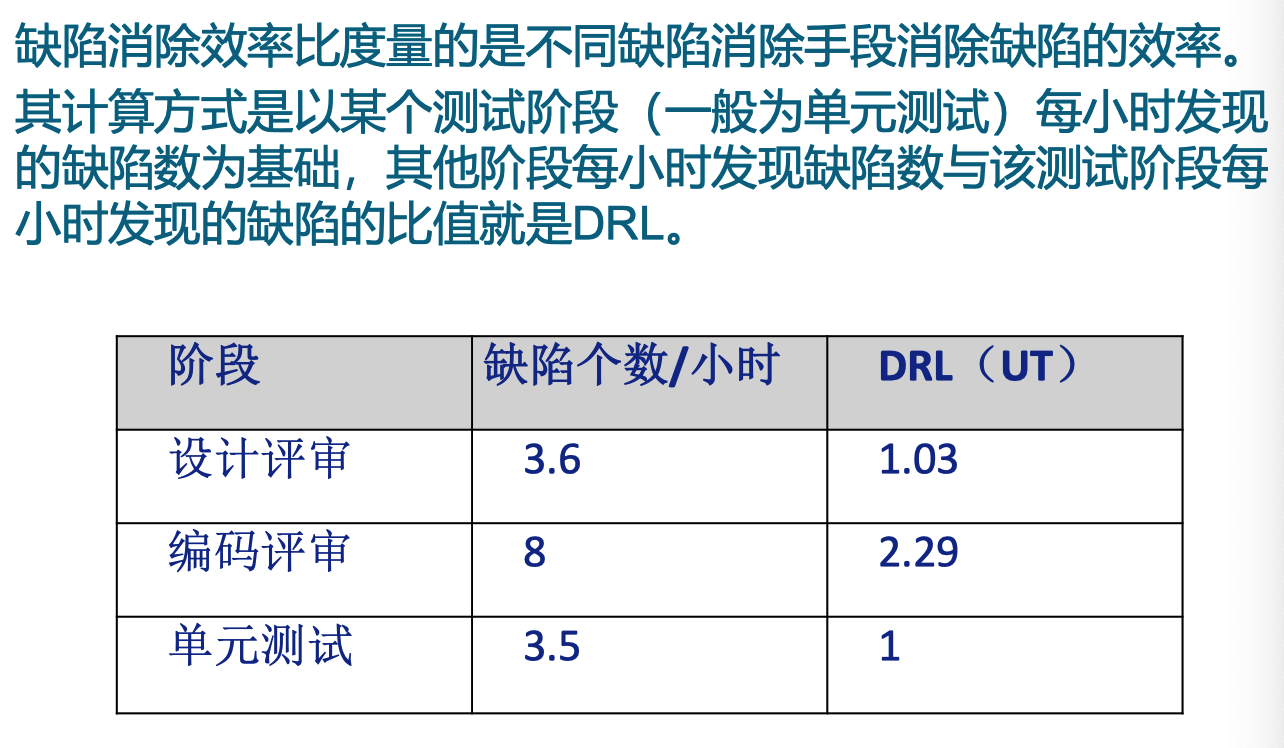 缺陷消除效率比度量的是不同缺陷消除手段消除缺陷的效率。
其计算方式是以某个测试阶段（一般为单元测试）每小时发现
的缺陷数为基础，其他阶段每小时发现缺陷数与该测试阶段每
小时发现的缺陷的比值就是DRL。
阶段 缺陷个数/小时 DRL（UT）
设计评审 3.6 1.03
编码评审 8 2.29
单元测试 3.5 1